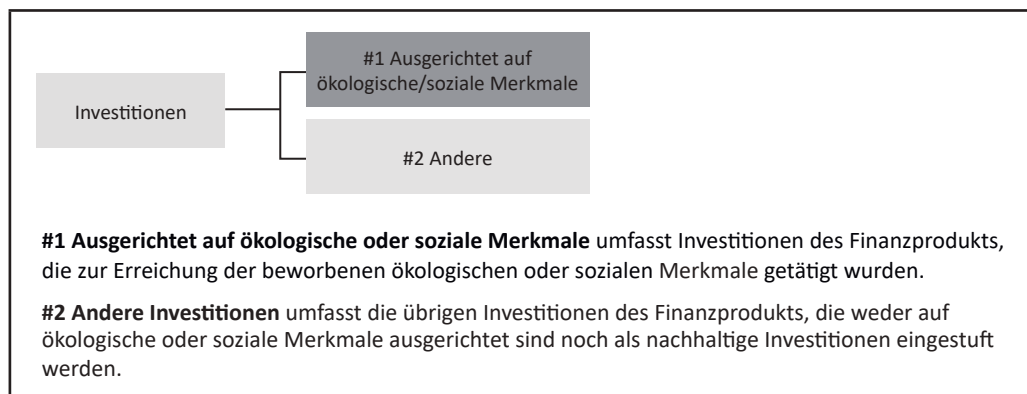 #1 Ausgerichtet auf
ökologische/soziale Merkmale
Investitionen
#2 Andere
#1 Ausgerichtet auf ökologische oder soziale Merkmale umfasst Investitionen des Finanzprodukts,
die zur Erreichung der beworbenen ökologischen oder sozialen Merkmale getätigt wurden.
#2 Andere Investitionen umfasst die übrigen Investitionen des Finanzprodukts, die weder auf
ökologische oder soziale Merkmale ausgerichtet sind noch als nachhaltige Investitionen eingestuft
werden.